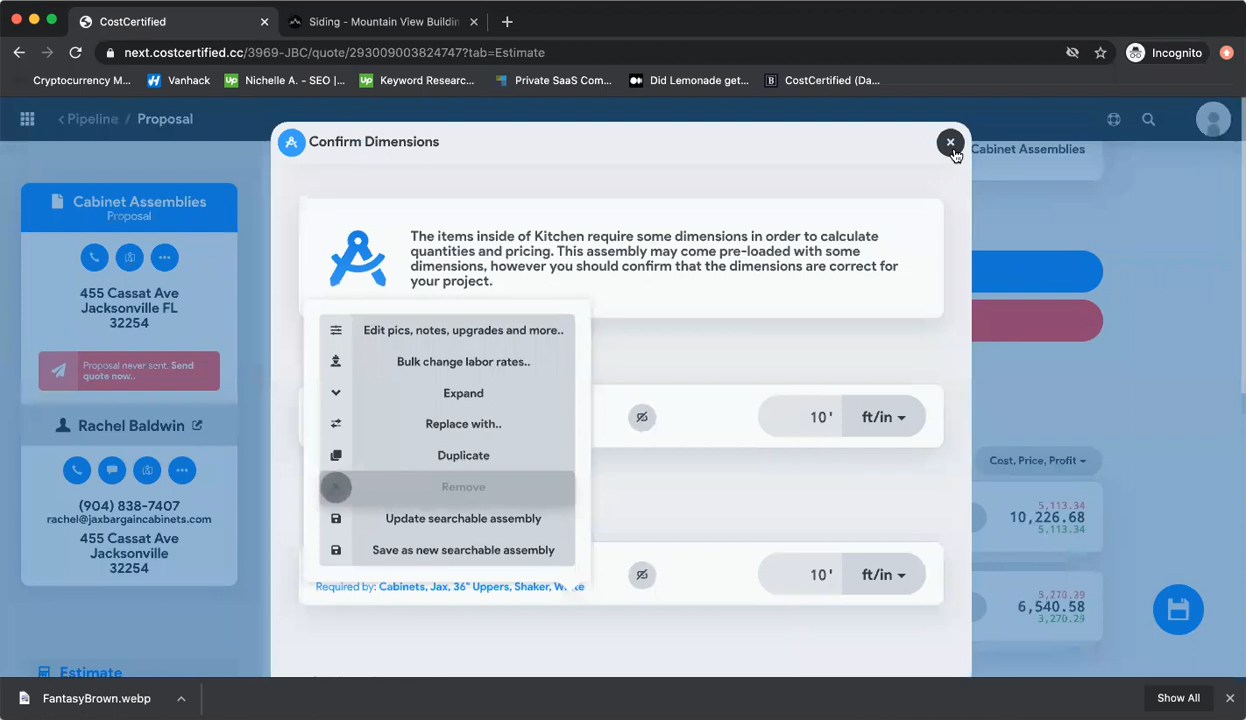 CostCertified
Siding - Mountain View Buildin
next.costcertified.cc/3969-JBC/quote/293009003824747?tab=Estimate
Incognito
Cryptocurrency M...
Vanhack
Nichelle A. - SEO |...
Keyword Researc...
Private SaaS Com...
Did Lemonade get...
CostCertified (Da...
Pipeline / Proposal
Confirm Dimensions
Cabinet Assemblies
Cabinet Assemblies
Proposal
The items inside of Kitchen require some dimensions in order to calculate
quantities and pricing. This assembly may come pre-loaded with some
dimensions, however you should confirm that the dimensions are correct for
your project.
455 Cassat Ave
Jacksonville FL
32254
Proposal never sent. Send
quote now..
Rachel Baldwin
(904) 838-7407
rachel@jaxbargaincabinets.com
455 Cassat Ave
Jacksonville
32254
Estimate
Edit pics, notes, upgrades and more..
Bulk change labor rates..
Expand
Replace with..
Duplicate
Remove
Update searchable assembly
Save as new searchable assembly
10' ft/in
10' ft/in
Required by: Cabinets, Jax, 36" Uppers, Shaker, W te
Cost, Price, Profit
5,113.34
10,226.68
5,113.34
3,270.29
6,540.58
3,270.29
FantasyBrown.webp
Show All